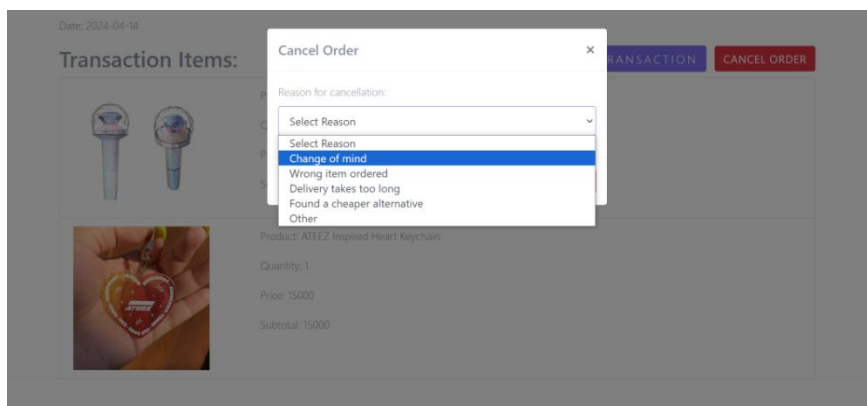 Date: 2024-04-14
Transaction Items:
Cancel Order
×
RANSACTION
CANCEL ORDER
Reason for cancellation:
Select Reason
Select Reason
Change of mind
Wrong item ordered
Delivery takes too long
Found a cheaper alternative
Other
Product: ATEEZ Inspired Heart Keychain
Quantity: 1
Price: 15000
Subtotal: 15000
ATEEZ